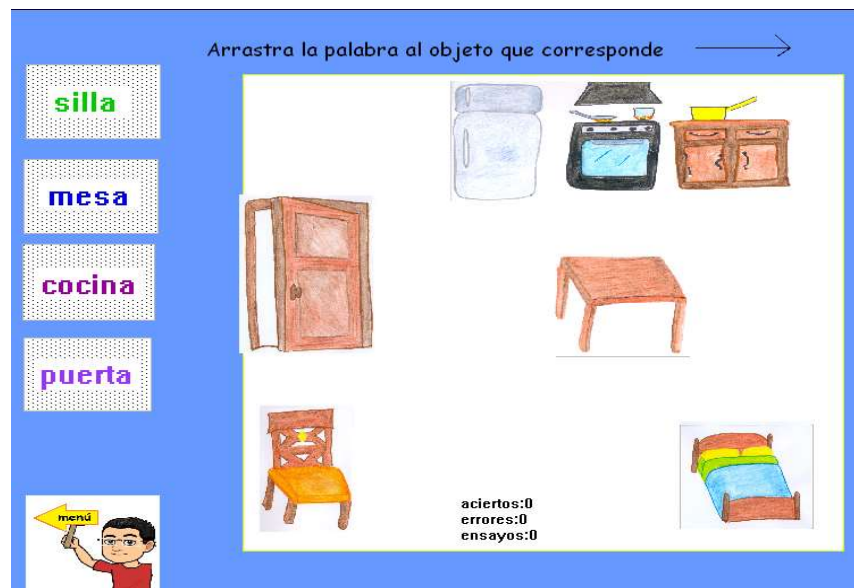 Arrastra la palabra al objeto que corresponde
silla
mesa
cocina
puerta
menú
aciertos:0
errores:0
ensayos:0